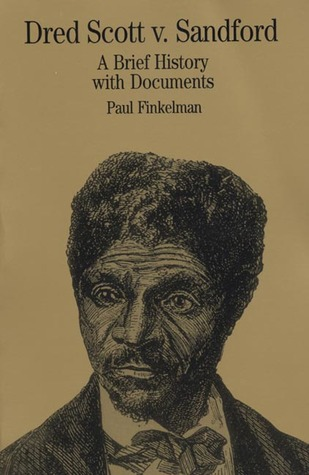 Dred Scott v. Sandford
A Brief History
with Documents
Paul Finkelman